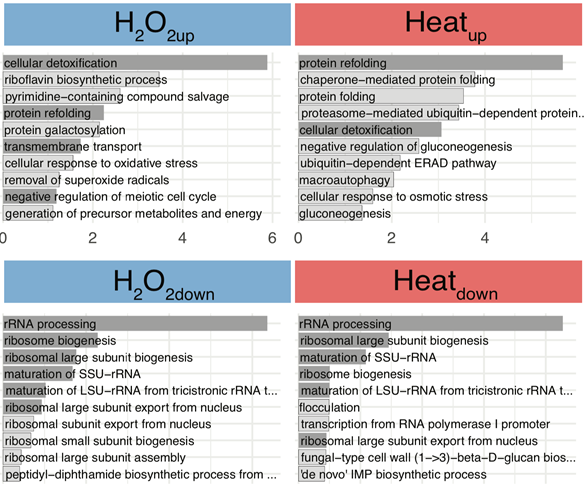 H2O2up
cellular detoxification
riboflavin biosynthetic process
pyrimidine−containing compound salvage
protein refolding
protein galactosylation
transmembrane transport
cellular response to oxidative stress
removal of superoxide radicals
negative regulation of meiotic cell cycle
generation of precursor metabolites and energy
0 2 4 6
Heatup
protein refolding
chaperone−mediated protein folding
protein folding
proteasome−mediated ubiquitin−dependent protein...
cellular detoxification
negative regulation of gluconeogenesis
ubiquitin−dependent ERAD pathway
macroautophagy
cellular response to osmotic stress
gluconeogenesis
0 2 4
H2O2down
rRNA processing
ribosome biogenesis
ribosomal large subunit biogenesis
maturation of SSU−rRNA
maturation of LSU−rRNA from tricistronic rRNA t...
ribosomal large subunit export from nucleus
ribosomal subunit export from nucleus
ribosomal small subunit biogenesis
ribosomal large subunit assembly
peptidyl−diphthamide biosynthetic process from ...
Heatdown
rRNA processing
ribosomal large subunit biogenesis
maturation of SSU−rRNA
ribosome biogenesis
maturation of LSU−rRNA from tricistronic rRNA t...
flocculation
transcription from RNA polymerase I promoter
ribosomal large subunit export from nucleus
fungal−type cell wall (1−>3)−beta−D−glucan bios...
'de novo' IMP biosynthetic process